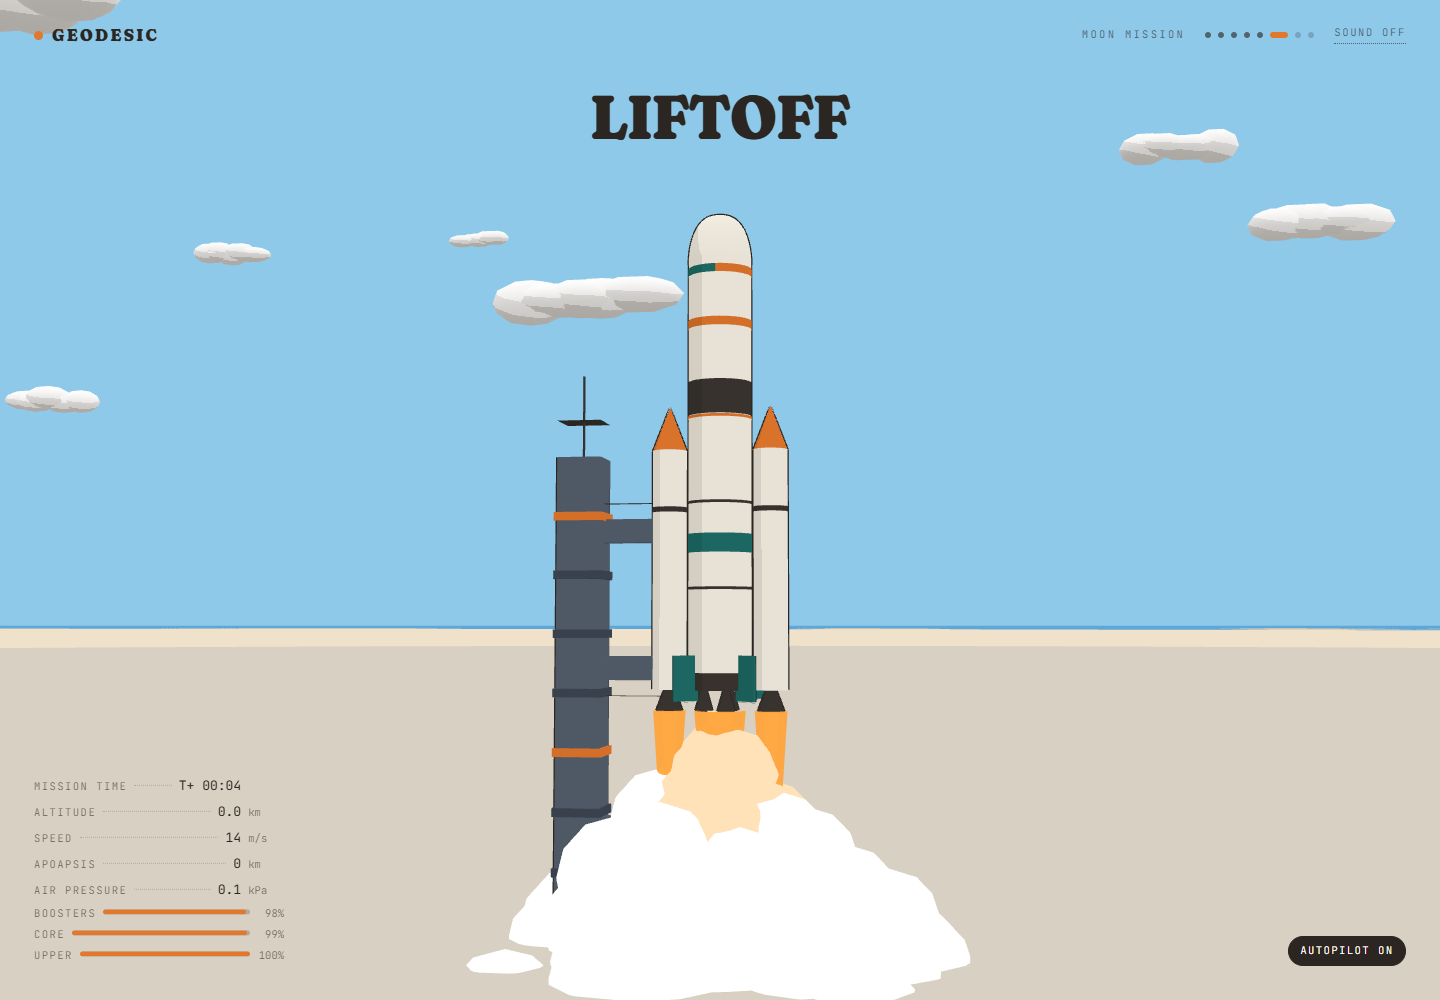 GEODESIC
MOON MISSION
SOUND OFF
LIFTOFF
MISSION TIME T+ 00:04
ALTITUDE 0.0 km
SPEED 14 m/s
APOAPSIS 0 km
AIR PRESSURE 0.1 kPa
BOOSTERS 98%
CORE 99%
UPPER 100%
AUTOPILOT ON